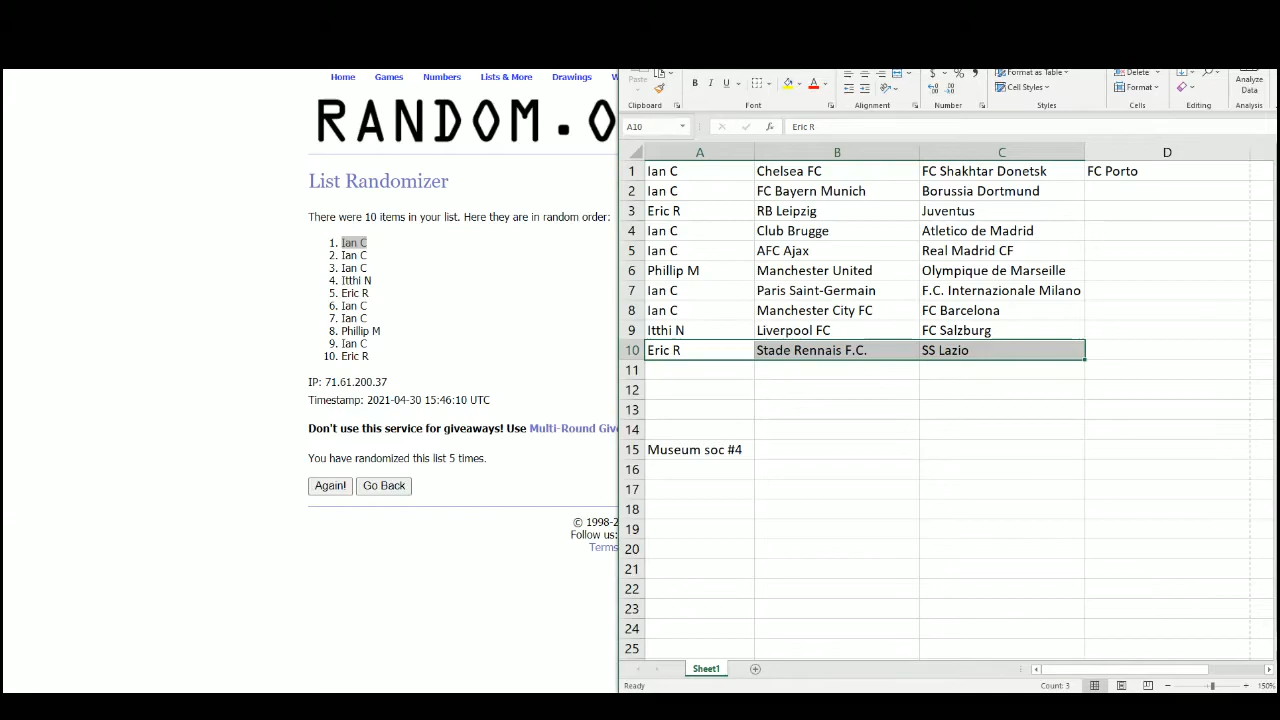 Home Games Numbers Lists & More Drawings W
RANDOM.O
List Randomizer
There were 10 items in your list. Here they are in random order:
1. Ian C
2. Ian C
3. Ian C
4. Itthi N
5. Eric R
6. Ian C
7. Ian C
8. Phillip M
9. Ian C
10. Eric R
IP: 71.61.200.37
Timestamp: 2021-04-30 15:46:10 UTC
Don't use this service for giveaways! Use Multi-Round Giv
You have randomized this list 5 times.
Again! Go Back
© 1998-2
Follow us:
Terms
Paste B I U A $ % Format as Table Delete Analyze
Cell Styles Format Data
Clipboard Font Alignment Number Styles Cells Editing Analysis
A10 fx Eric R
A B C D
1 Ian C Chelsea FC FC Shakhtar Donetsk FC Porto
2 Ian C FC Bayern Munich Borussia Dortmund
3 Eric R RB Leipzig Juventus
4 Ian C Club Brugge Atletico de Madrid
5 Ian C AFC Ajax Real Madrid CF
6 Phillip M Manchester United Olympique de Marseille
7 Ian C Paris Saint-Germain F.C. Internazionale Milano
8 Ian C Manchester City FC FC Barcelona
9 Itthi N Liverpool FC FC Salzburg
10 Eric R Stade Rennais F.C. SS Lazio
11
12
13
14
15 Museum soc #4
16
17
18
19
20
21
22
23
24
25
Sheet1
Ready Count: 3 150%